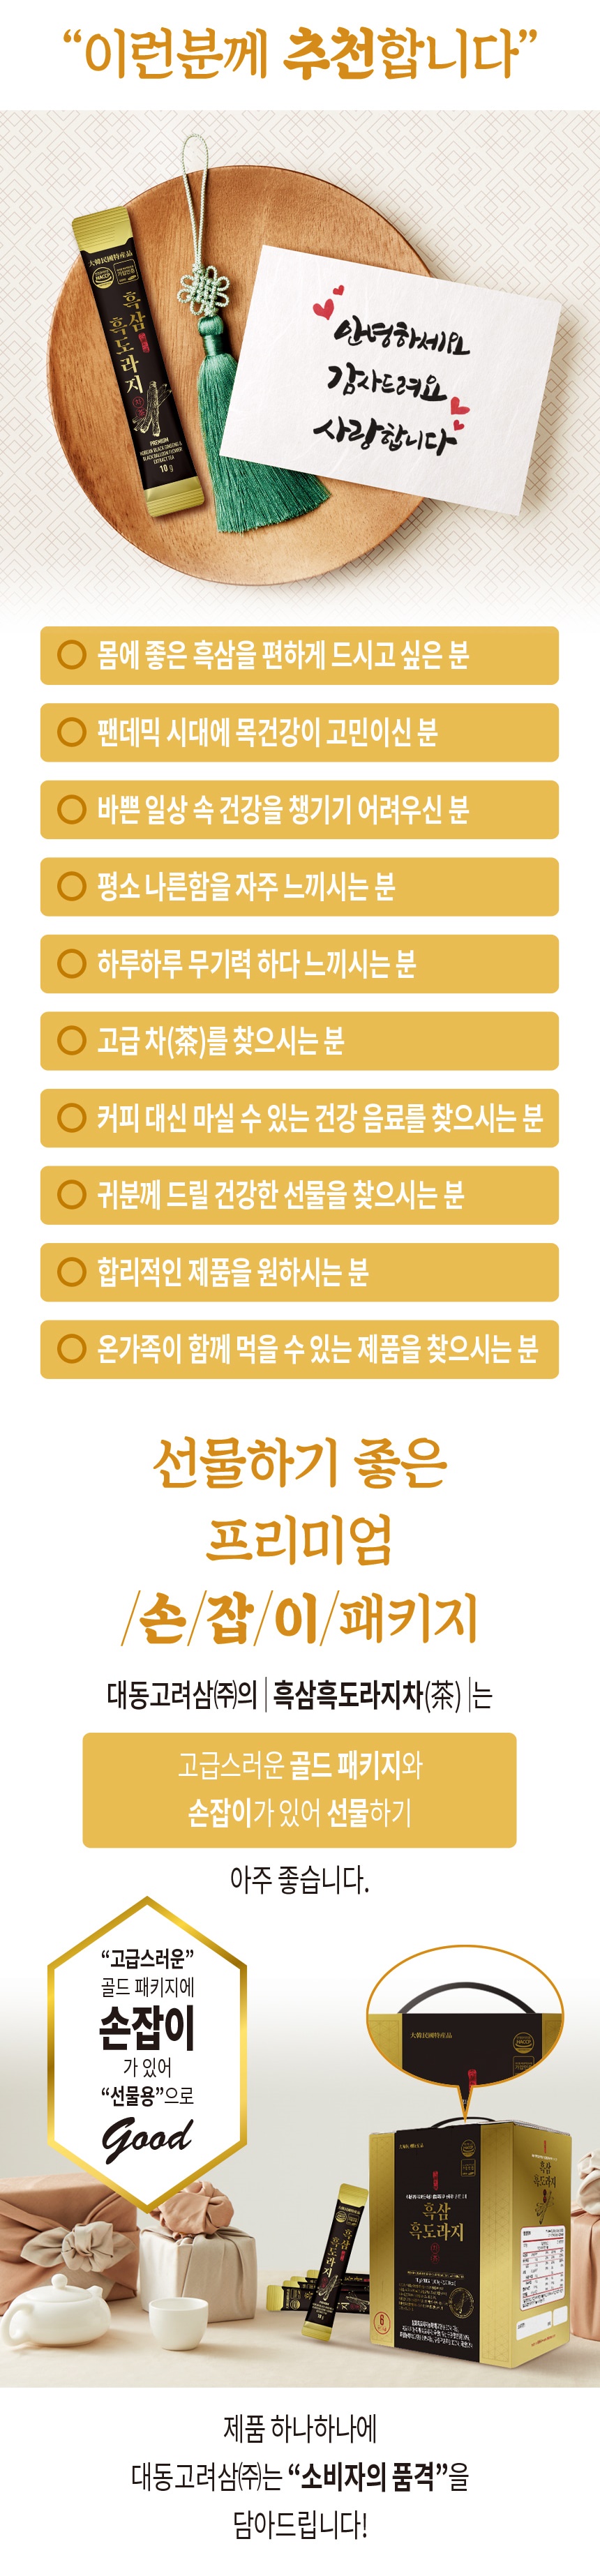 “이런분께 추천합니다”
大韓民國特産品
HACCP
흑삼
흑도라지
PREMIUM
KOREAN BLACK GINSENG &
BLACK BALLOON FLOWER
EXTRACT TEA
10 g
안녕하세요
감사드려요
사랑합니다
몸에 좋은 흑삼을 편하게 드시고 싶은 분
팬데믹 시대에 목건강이 고민이신 분
바쁜 일상 속 건강을 챙기기 어려우신 분
평소 나른함을 자주 느끼시는 분
하루하루 무기력 하다 느끼시는 분
고급 차(茶)를 찾으시는 분
커피 대신 마실 수 있는 건강 음료를 찾으시는 분
귀분께 드릴 건강한 선물을 찾으시는 분
합리적인 제품을 원하시는 분
온가족이 함께 먹을 수 있는 제품을 찾으시는 분
선물하기 좋은
프리미엄
/손/잡/이/패키지
대동고려삼㈜의 | 흑삼흑도라지차(茶) |는
고급스러운 골드 패키지와
손잡이가 있어 선물하기
아주 좋습니다.
“고급스러운”
골드 패키지에
손잡이
가 있어
“선물용”으로
Good
大韓民國特産品
HACCP
흑삼
흑도라지
흑삼
흑도라지
흑삼
흑도라지
제품 하나하나에
대동고려삼㈜는 “소비자의 품격”을
담아드립니다!